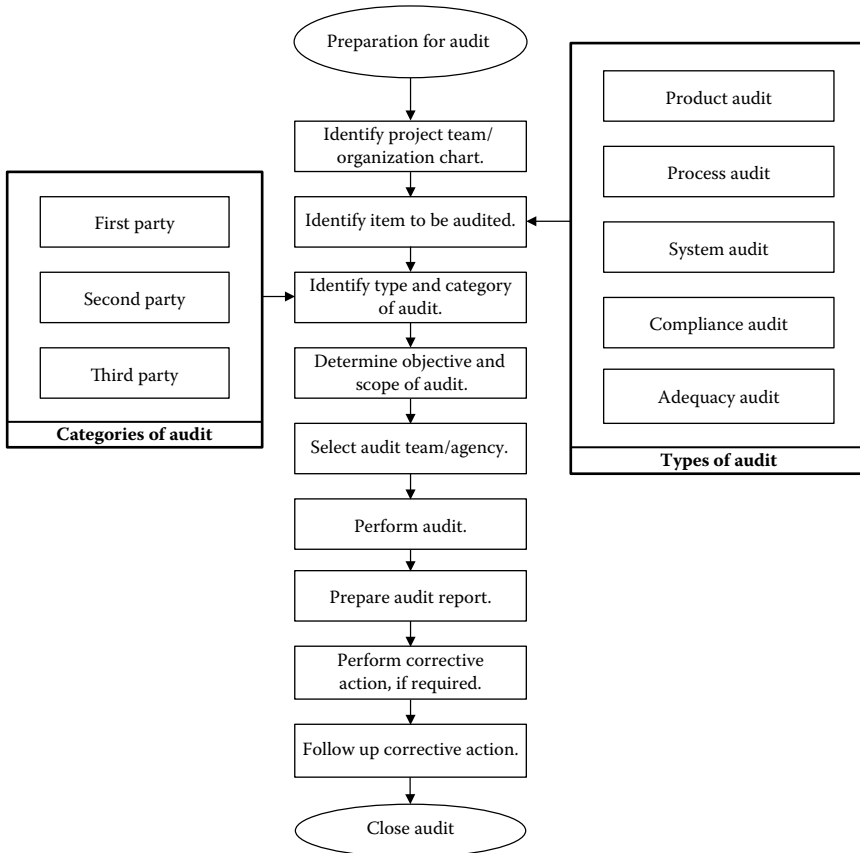 Preparation for audit
Identify project team/
organization chart.
Identify item to be audited.
Identify type and category
of audit.
Determine objective and
scope of audit.
Select audit team/agency.
Perform audit.
Prepare audit report.
Perform corrective
action, if required.
Follow up corrective action.
Close audit
First party
Second party
Third party
Categories of audit
Product audit
Process audit
System audit
Compliance audit
Adequacy audit
Types of audit